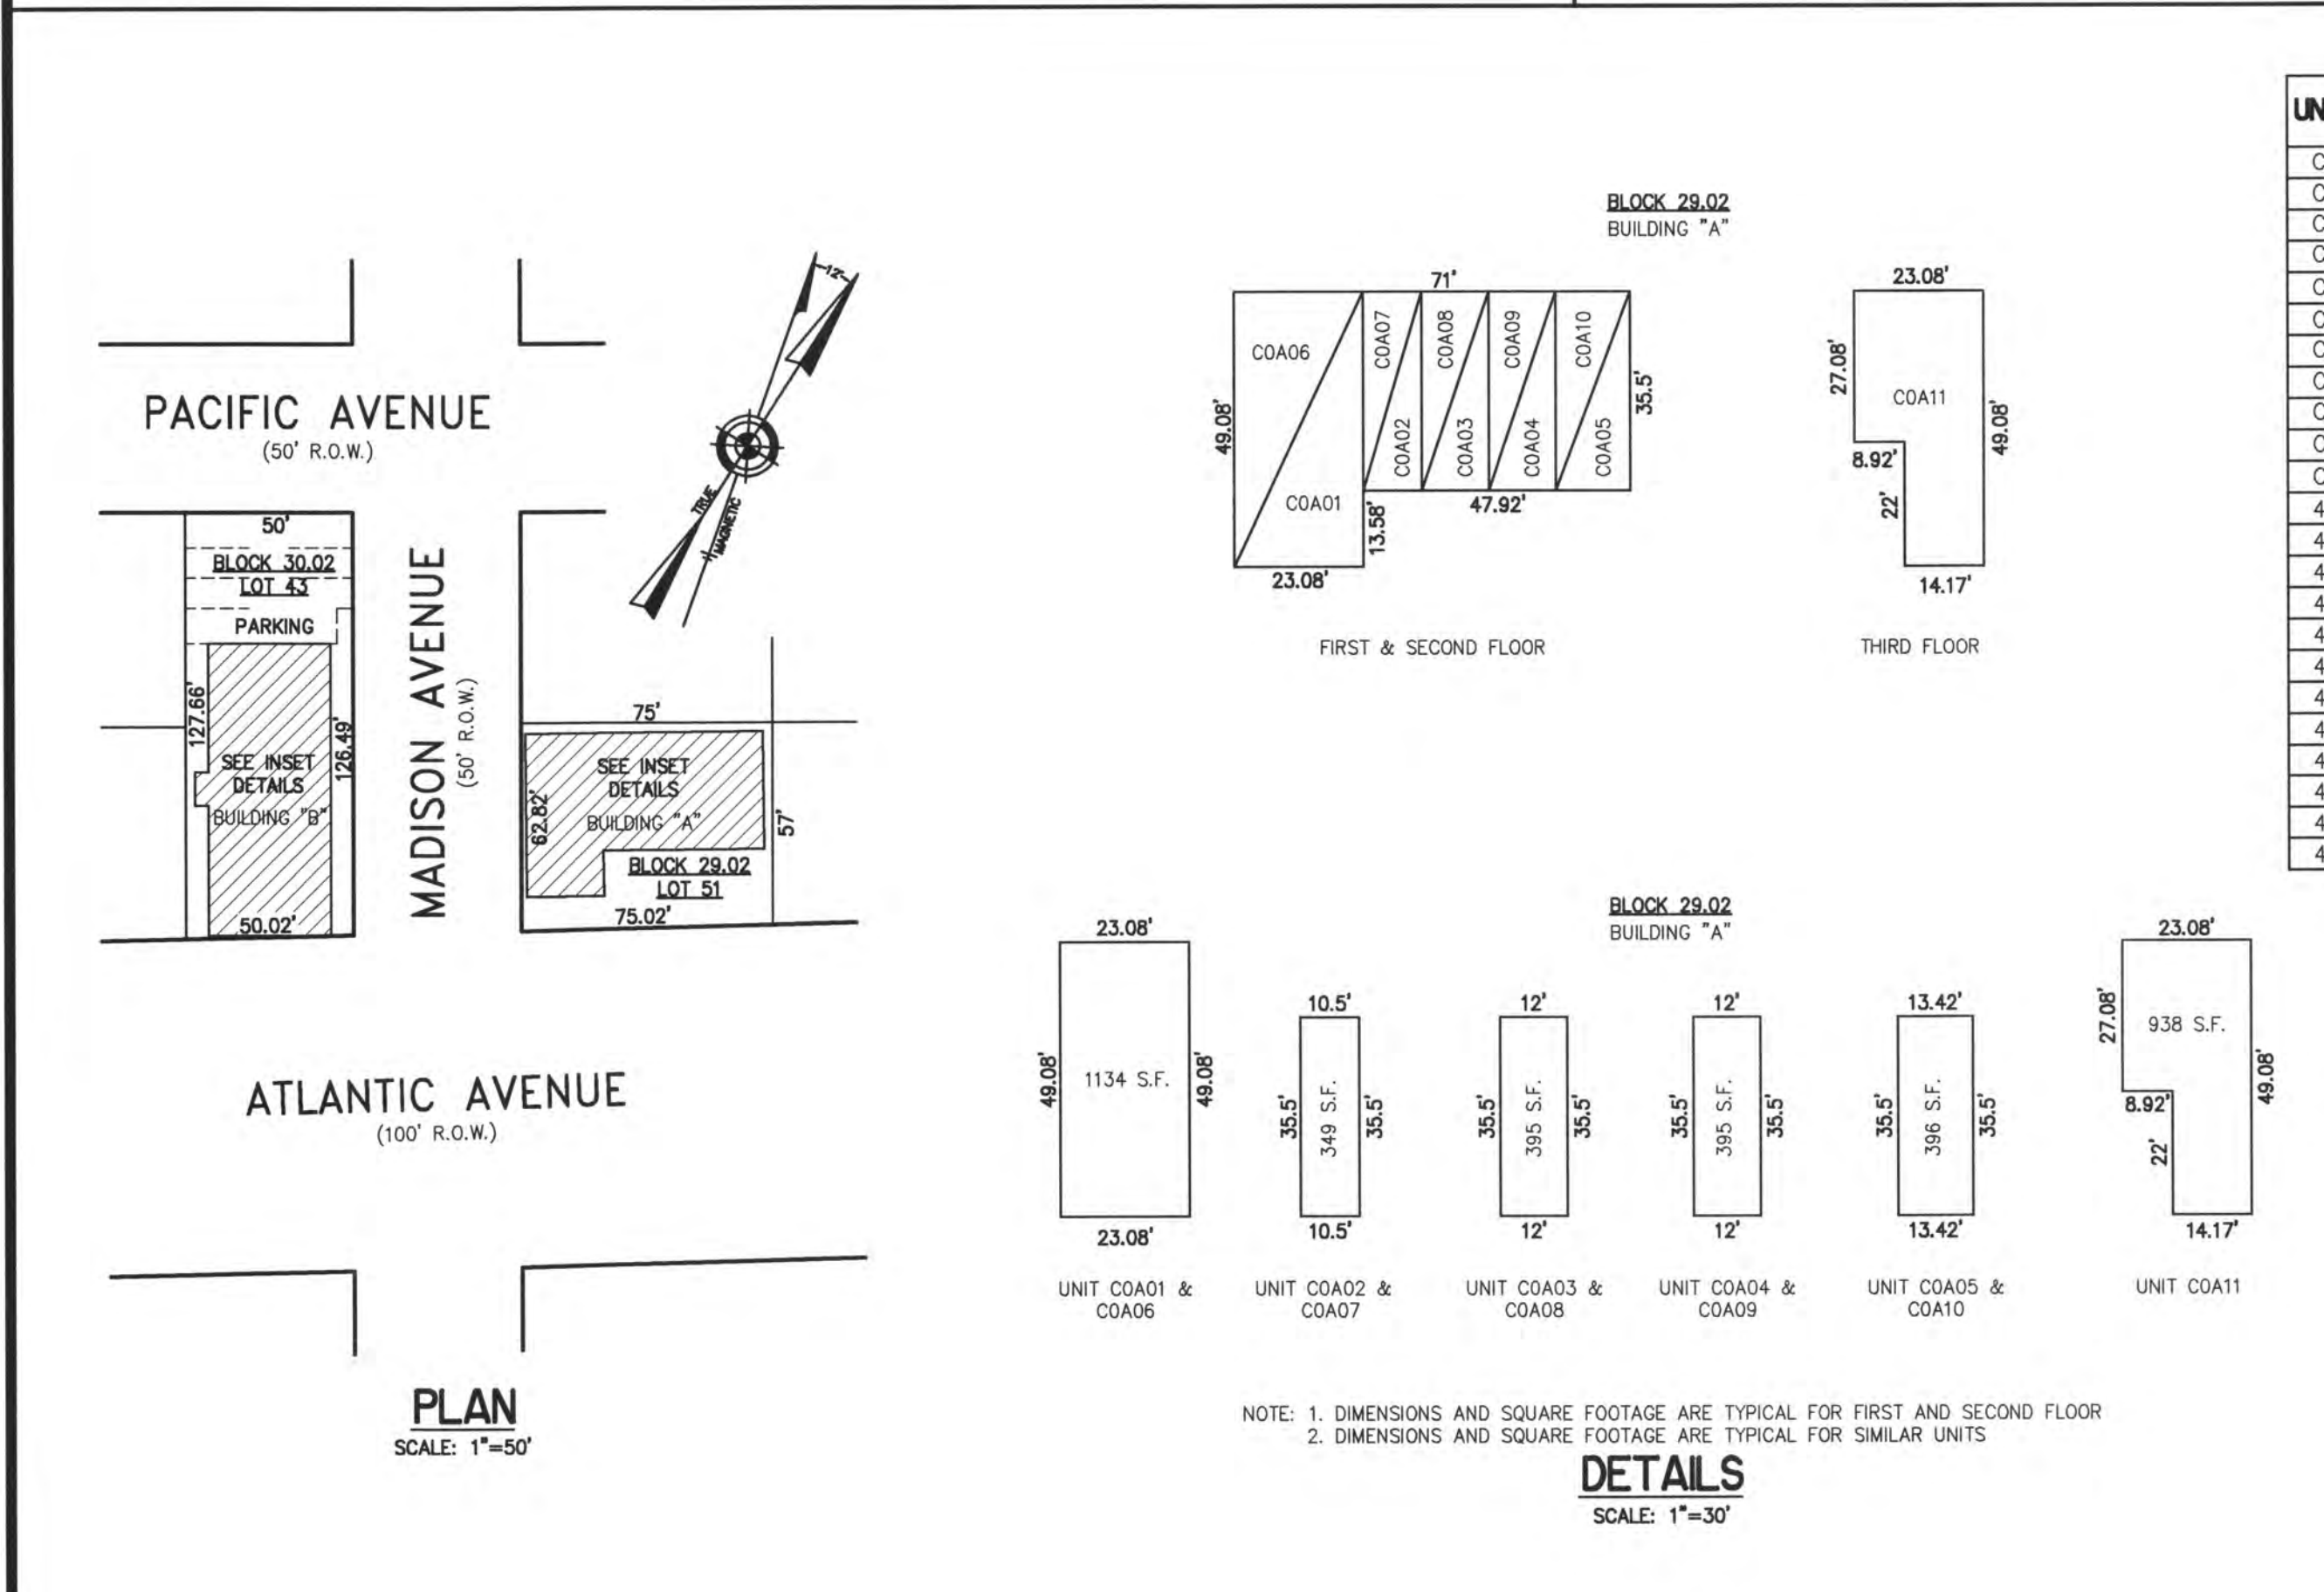 PACIFIC AVENUE
(50' R.O.W.)
MADISON AVENUE
(50' R.O.W.)
ATLANTIC AVENUE
(100' R.O.W.)
12'
TRUE
MAGNETIC
50'
BLOCK 30.02
LOT 43
PARKING
127.66'
126.49'
SEE INSET
DETAILS
BUILDING "B"
50.02'
75'
SEE INSET
DETAILS
BUILDING "A"
62.82'
57'
BLOCK 29.02
LOT 51
75.02'
PLAN
SCALE: 1"=50'
BLOCK 29.02
BUILDING "A"
71'
49.08'
C0A06
C0A01
C0A07
C0A02
C0A08
C0A03
C0A09
C0A04
C0A10
C0A05
35.5'
47.92'
13.58'
23.08'
FIRST & SECOND FLOOR
23.08'
27.08'
C0A11
49.08'
8.92'
22'
14.17'
THIRD FLOOR
BLOCK 29.02
BUILDING "A"
23.08'
49.08'
1134 S.F.
49.08'
23.08'
UNIT C0A01 &
C0A06
10.5'
35.5'
349 S.F.
35.5'
10.5'
UNIT C0A02 &
C0A07
12'
35.5'
395 S.F.
35.5'
12'
UNIT C0A03 &
C0A08
12'
35.5'
395 S.F.
35.5'
12'
UNIT C0A04 &
C0A09
13.42'
35.5'
396 S.F.
35.5'
13.42'
UNIT C0A05 &
C0A10
23.08'
27.08'
938 S.F.
49.08'
8.92'
22'
14.17'
UNIT C0A11
NOTE: 1. DIMENSIONS AND SQUARE FOOTAGE ARE TYPICAL FOR FIRST AND SECOND FLOOR
2. DIMENSIONS AND SQUARE FOOTAGE ARE TYPICAL FOR SIMILAR UNITS
DETAILS
SCALE: 1"=30'